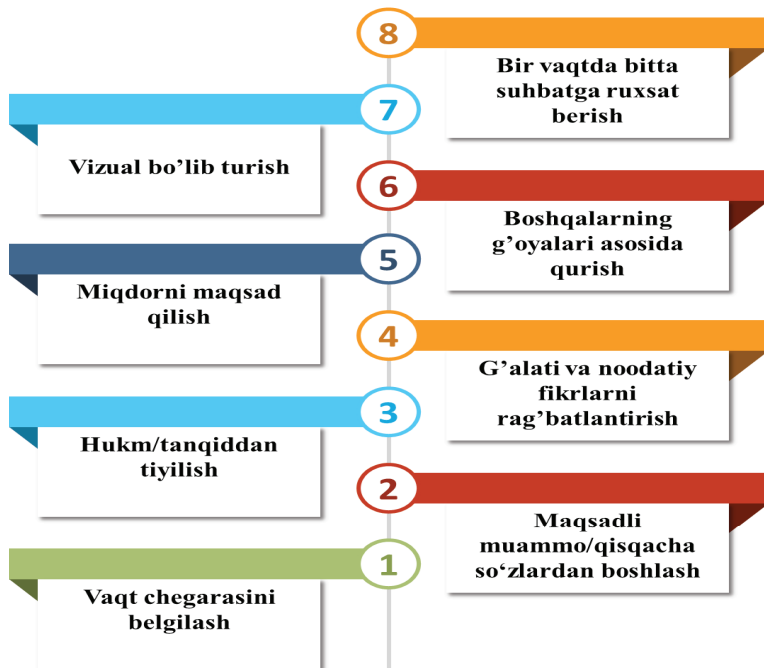 8
Bir vaqtda bitta
suhbatga ruxsat
berish
7
Vizual bo’lib turish
6
Boshqalarning
g’oyalari asosida
qurish
5
Miqdorni maqsad
qilish
4
G’alati va noodatiy
fikrlarni
rag’batlantirish
3
Hukm/tanqiddan
tiyilish
2
Maqsadli
muammo/qisqacha
so‘zlardan boshlash
1
Vaqt chegarasini
belgilash